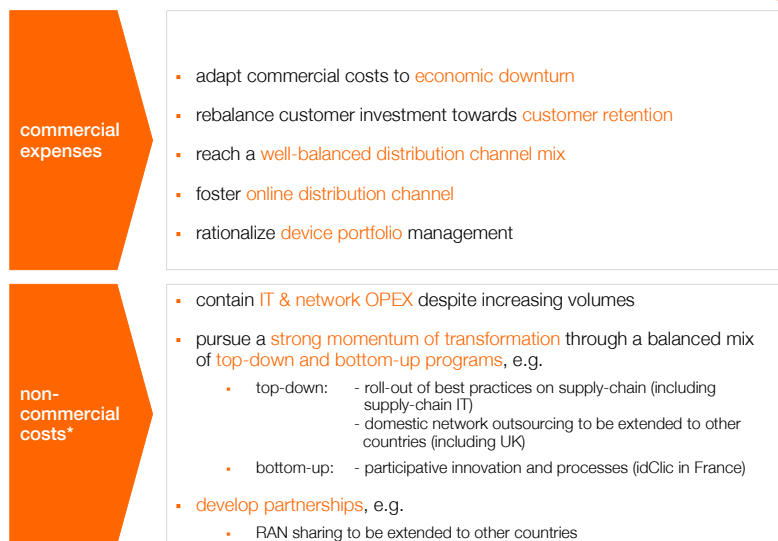 commercial
expenses
▪ adapt commercial costs to economic downturn
▪ rebalance customer investment towards customer retention
▪ reach a well-balanced distribution channel mix
▪ foster online distribution channel
▪ rationalize device portfolio management
non-
commercial
costs*
▪ contain IT & network OPEX despite increasing volumes
▪ pursue a strong momentum of transformation through a balanced mix
of top-down and bottom-up programs, e.g.
▪ top-down: - roll-out of best practices on supply-chain (including
supply-chain IT)
- domestic network outsourcing to be extended to other
countries (including UK)
▪ bottom-up: - participative innovation and processes (idClic in France)
▪ develop partnerships, e.g.
▪ RAN sharing to be extended to other countries